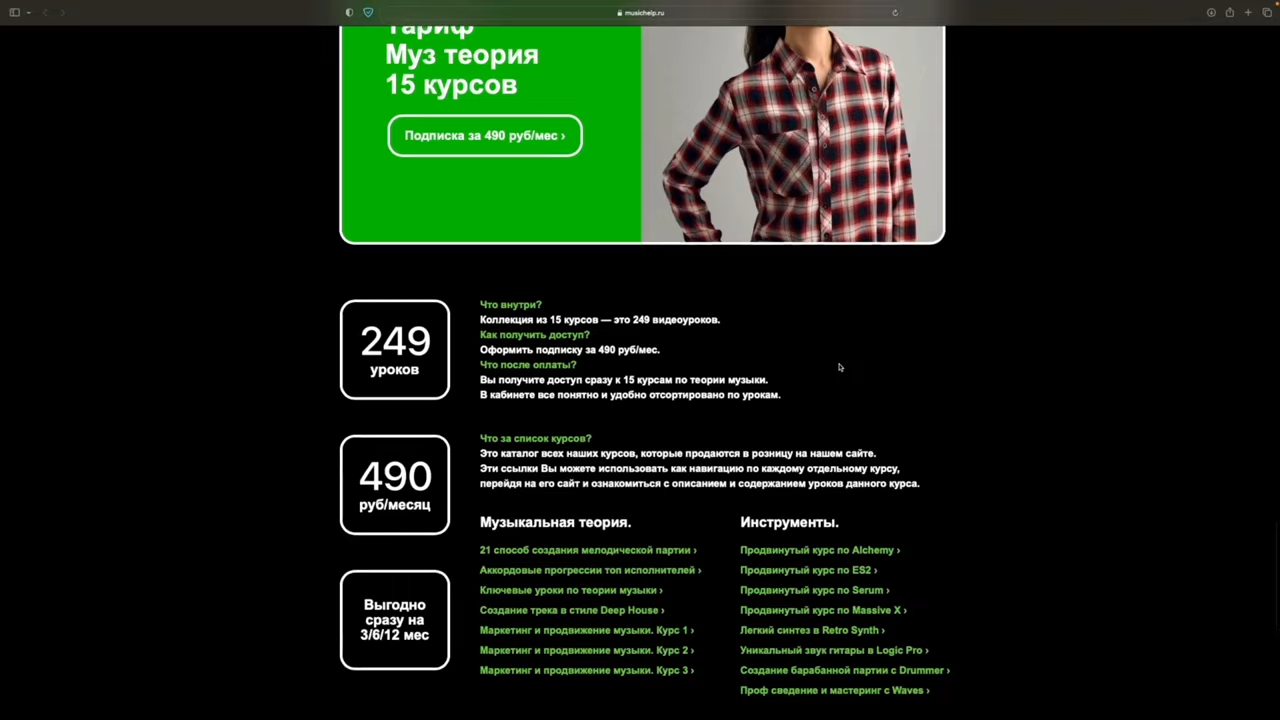 musichelp.ru
Тариф
Муз теория
15 курсов
Подписка за 490 руб/мес ›
249
уроков
Что внутри?
Коллекция из 15 курсов — это 249 видеоуроков.
Как получить доступ?
Оформить подписку за 490 руб/мес.
Что после оплаты?
Вы получите доступ сразу к 15 курсам по теории музыки.
В кабинете все понятно и удобно отсортировано по урокам.
490
руб/месяц
Что за список курсов?
Это каталог всех наших курсов, которые продаются в розницу на нашем сайте.
Эти ссылки Вы можете использовать как навигацию по каждому отдельному курсу,
перейдя на его сайт и ознакомиться с описанием и содержанием уроков данного курса.
Выгодно
сразу на
3/6/12 мес
Музыкальная теория.
21 способ создания мелодической партии ›
Аккордовые прогрессии топ исполнителей ›
Ключевые уроки по теории музыки ›
Создание трека в стиле Deep House ›
Маркетинг и продвижение музыки. Курс 1 ›
Маркетинг и продвижение музыки. Курс 2 ›
Маркетинг и продвижение музыки. Курс 3 ›
Инструменты.
Продвинутый курс по Alchemy ›
Продвинутый курс по ES2 ›
Продвинутый курс по Serum ›
Продвинутый курс по Massive X ›
Легкий синтез в Retro Synth ›
Уникальный звук гитары в Logic Pro ›
Создание барабанной партии с Drummer ›
Проф сведение и мастеринг с Waves ›